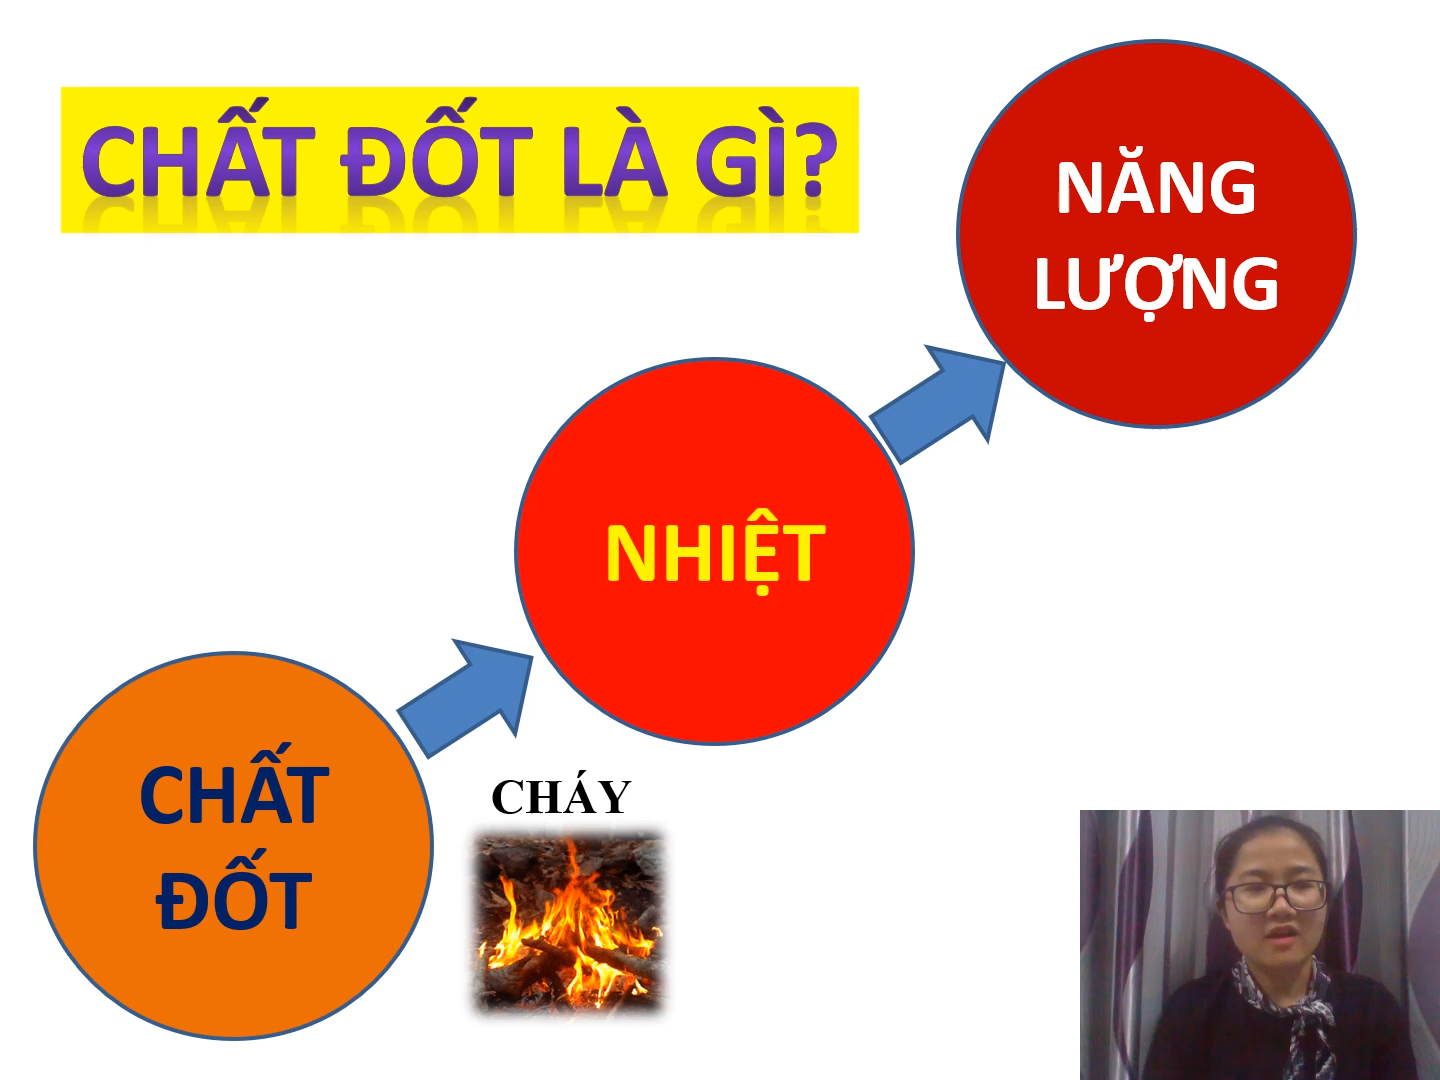 CHẤT ĐỐT LÀ GÌ?
NĂNG
LƯỢNG
NHIỆT
CHÁY
CHẤT
ĐỐT